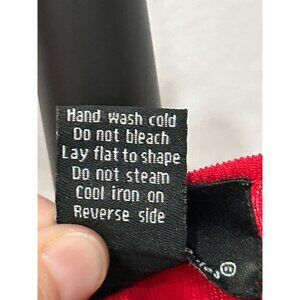 Hand wash cold
Do not bleach
Lay flat to shape
Do not steam
Cool iron on
Reverse side